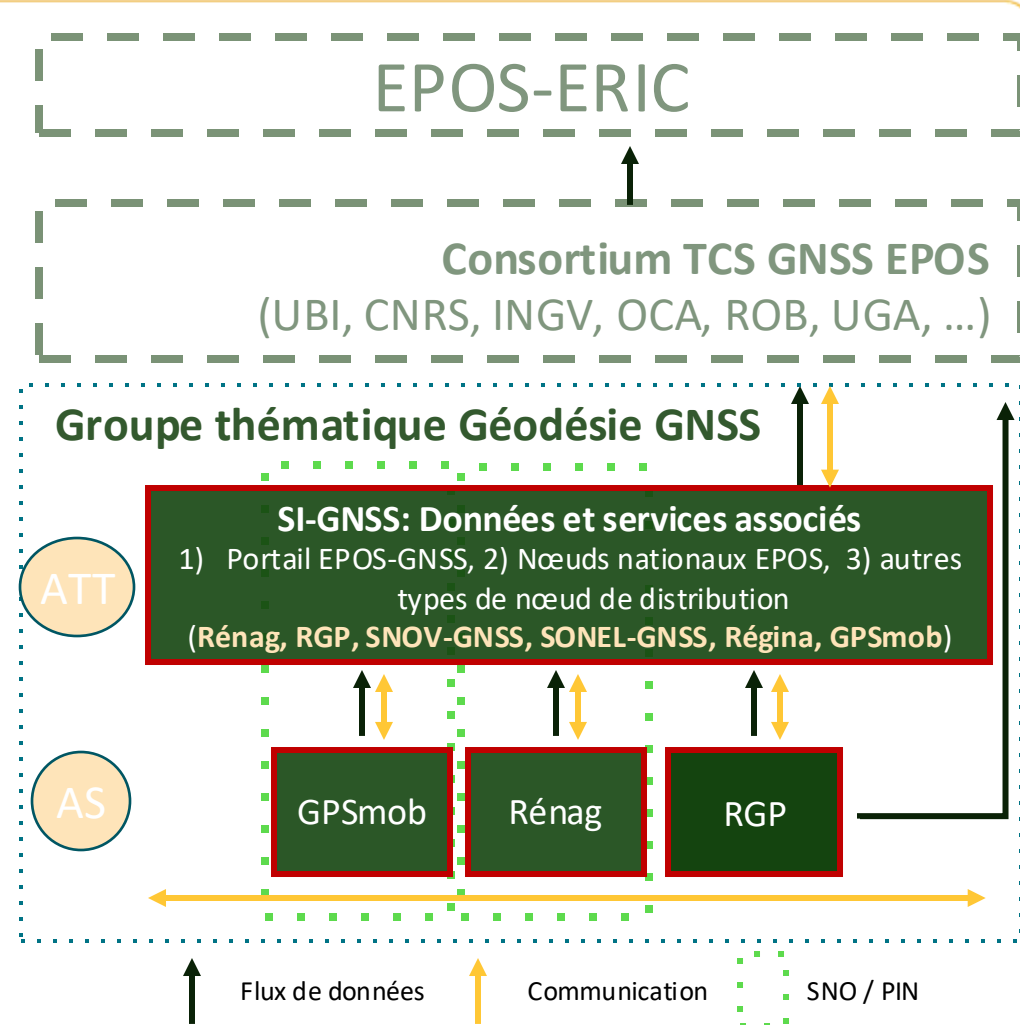 EPOS-ERIC
Consortium TCS GNSS EPOS
(UBI, CNRS, INGV, OCA, ROB, UGA, …)
Groupe thématique Géodésie GNSS
SI-GNSS: Données et services associés
1) Portail EPOS-GNSS, 2) Nœuds nationaux EPOS, 3) autres
types de nœud de distribution
(Rénag, RGP, SNOV-GNSS, SONEL-GNSS, Régina, GPSmob)
ATT
AS
GPSmob
Rénag
RGP
Flux de données
Communication
SNO / PIN